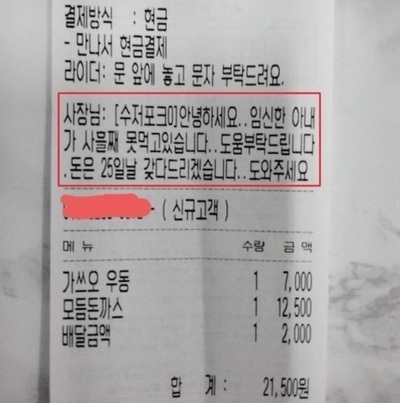 결제방식 : 현금
- 만나서 현금결제
라이더: 문 앞에 놓고 문자 부탁드려요.
사장님: [수저포크0]안녕하세요..임신한 아내
가 사흘째 못먹고있습니다..도움부탁드립니다
.돈은 25일날 갖다드리겠습니다..도와주세요
- ( 신규고객 )
메뉴 수량 금액
가쓰오 우동 1 7,000
모듬돈까스 1 12,500
배달금액 1 2,000
합 계 : 21,500원